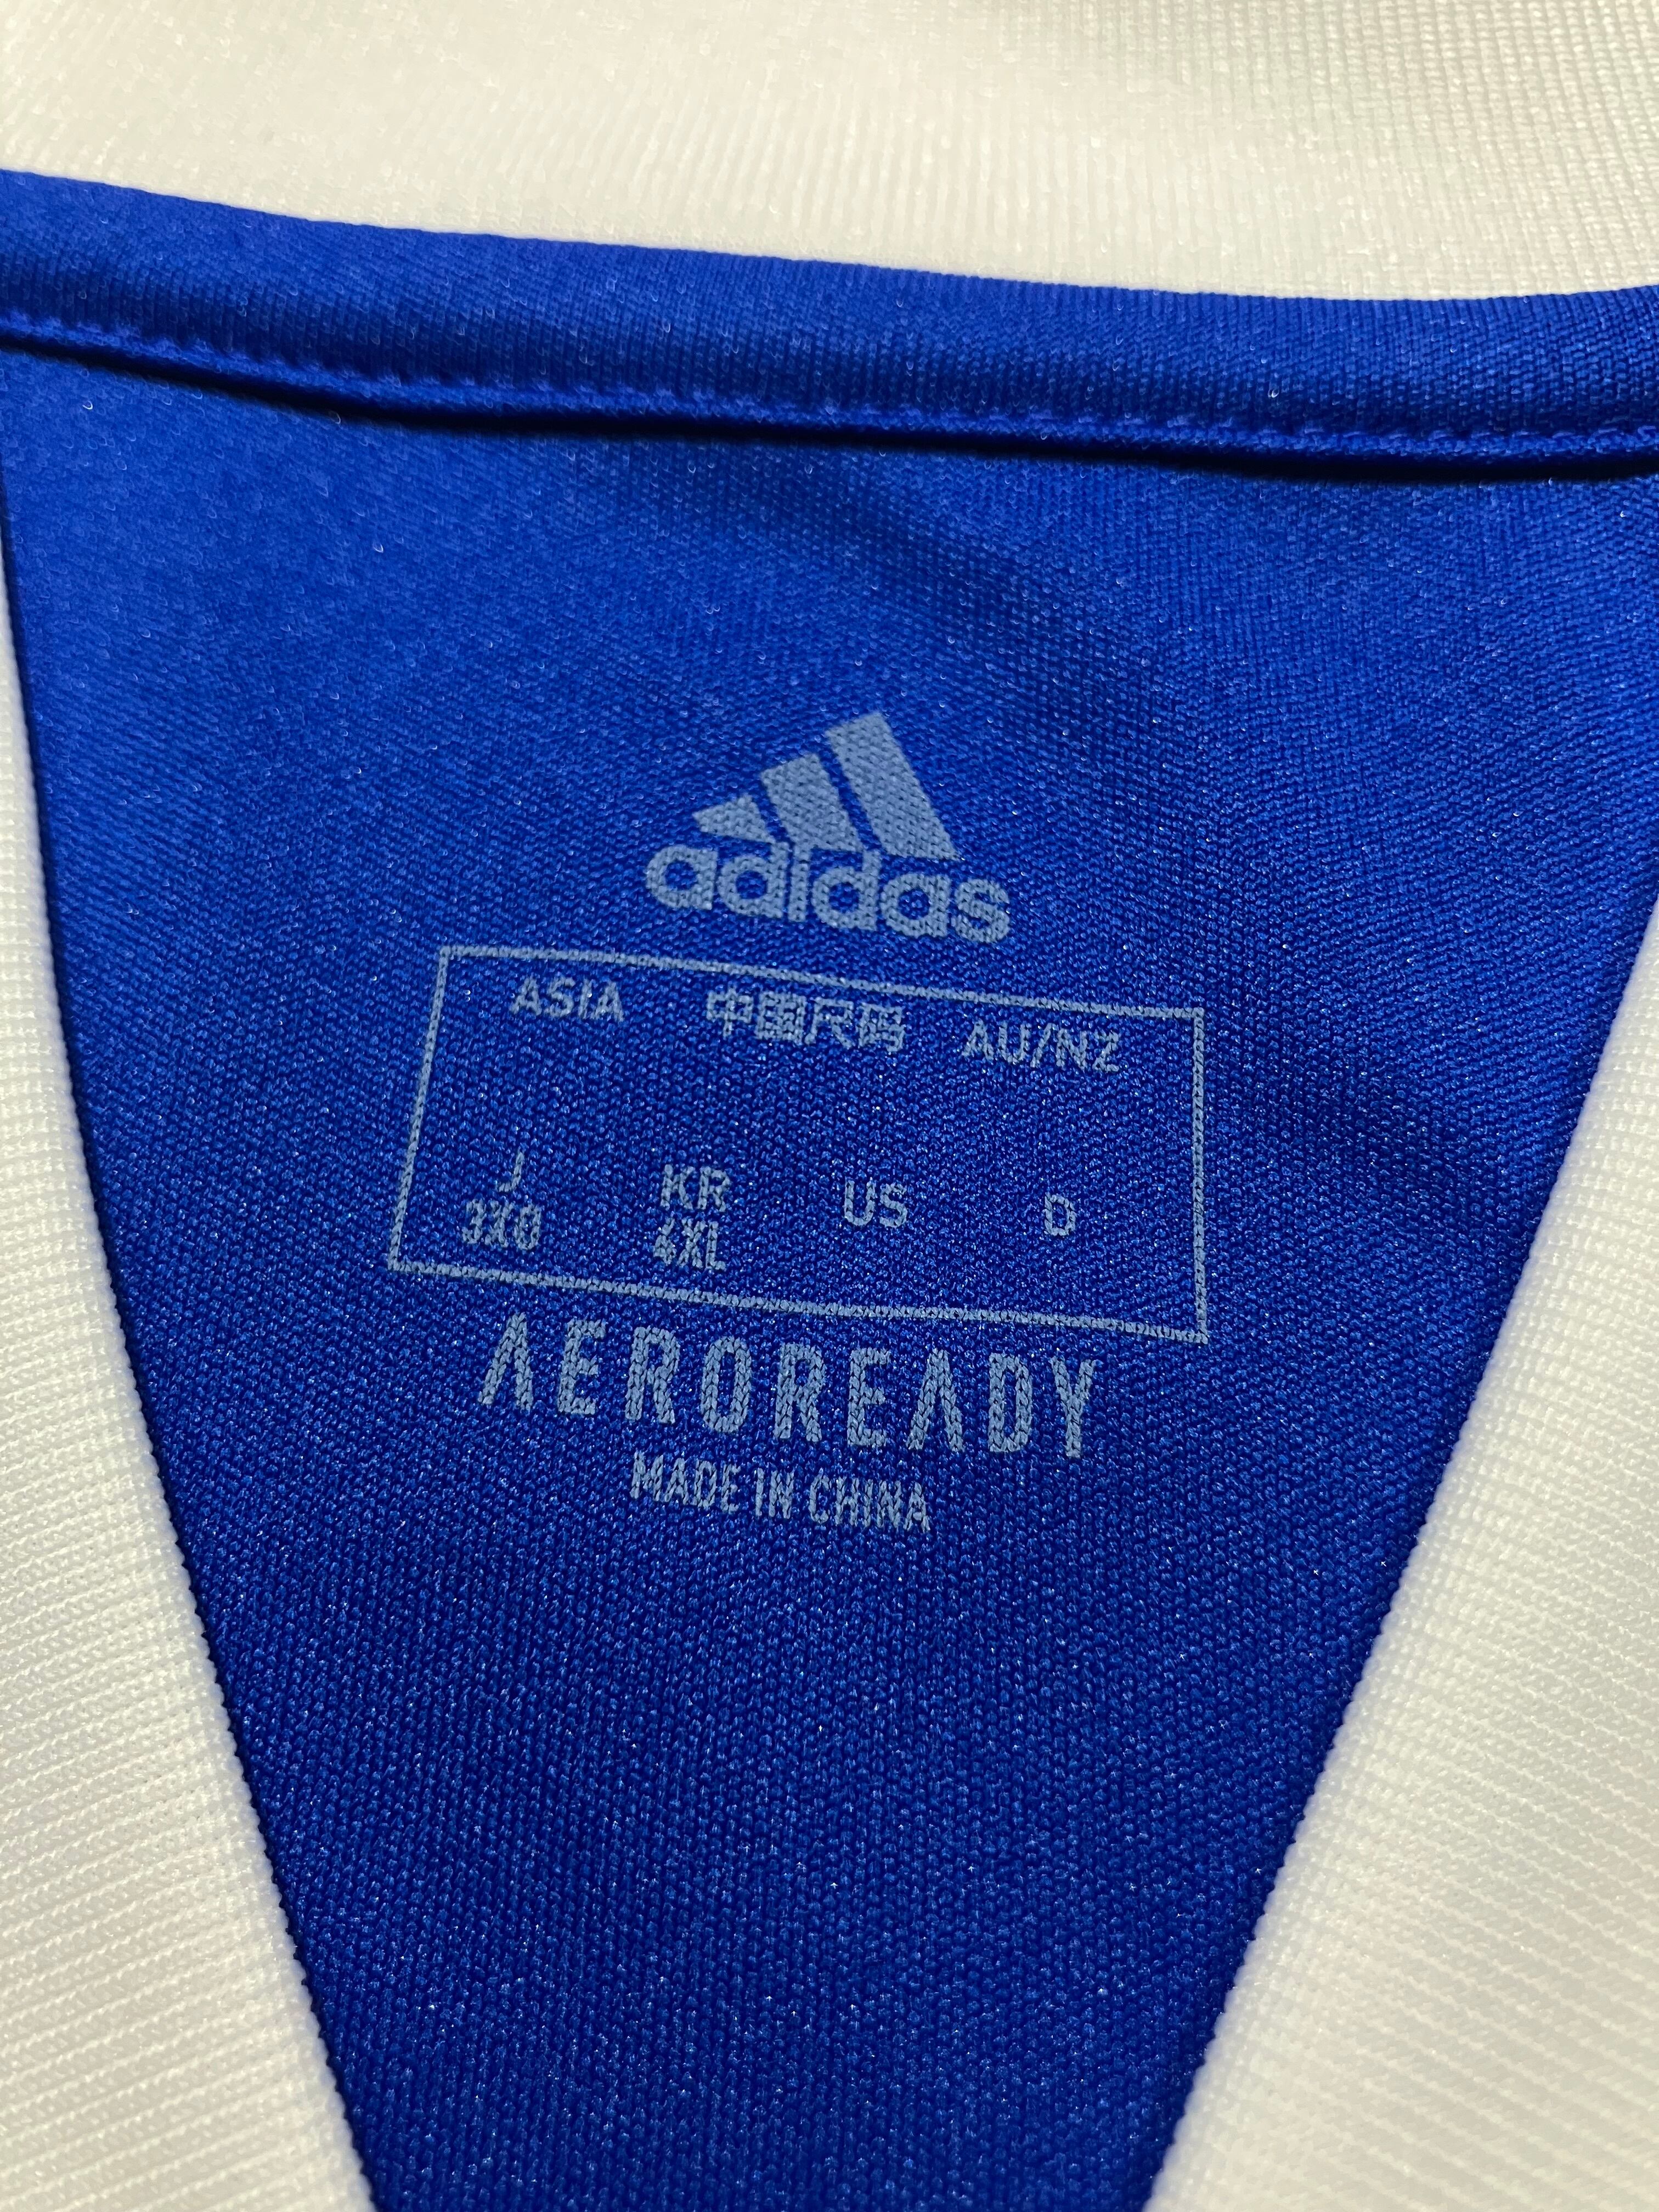 adidas
ASIA 中国尺码 AU/NZ
J KR US D
3XO 4XL
AEROREADY
MADE IN CHINA